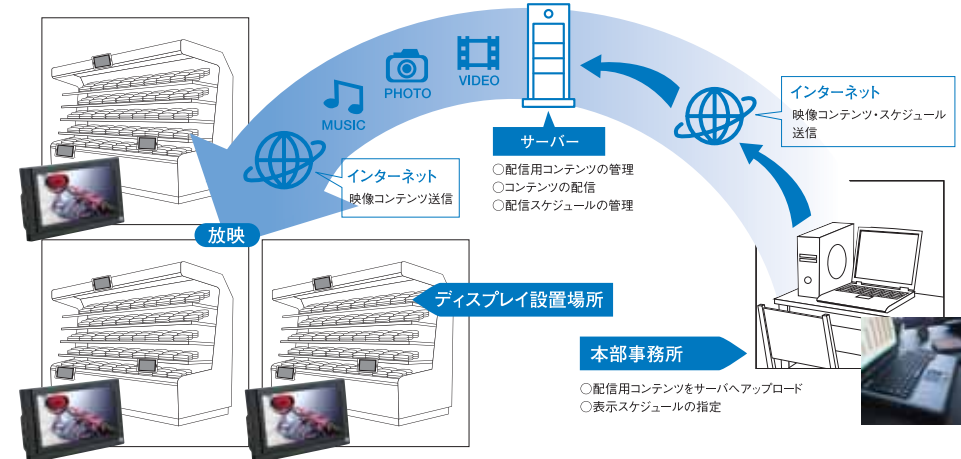 MUSIC
PHOTO
VIDEO
サーバー
○配信用コンテンツの管理
○コンテンツの配信
○配信スケジュールの管理
インターネット
映像コンテンツ・スケジュール
送信
インターネット
映像コンテンツ送信
放映
ディスプレイ設置場所
本部事務所
○配信用コンテンツをサーバへアップロード
○表示スケジュールの指定